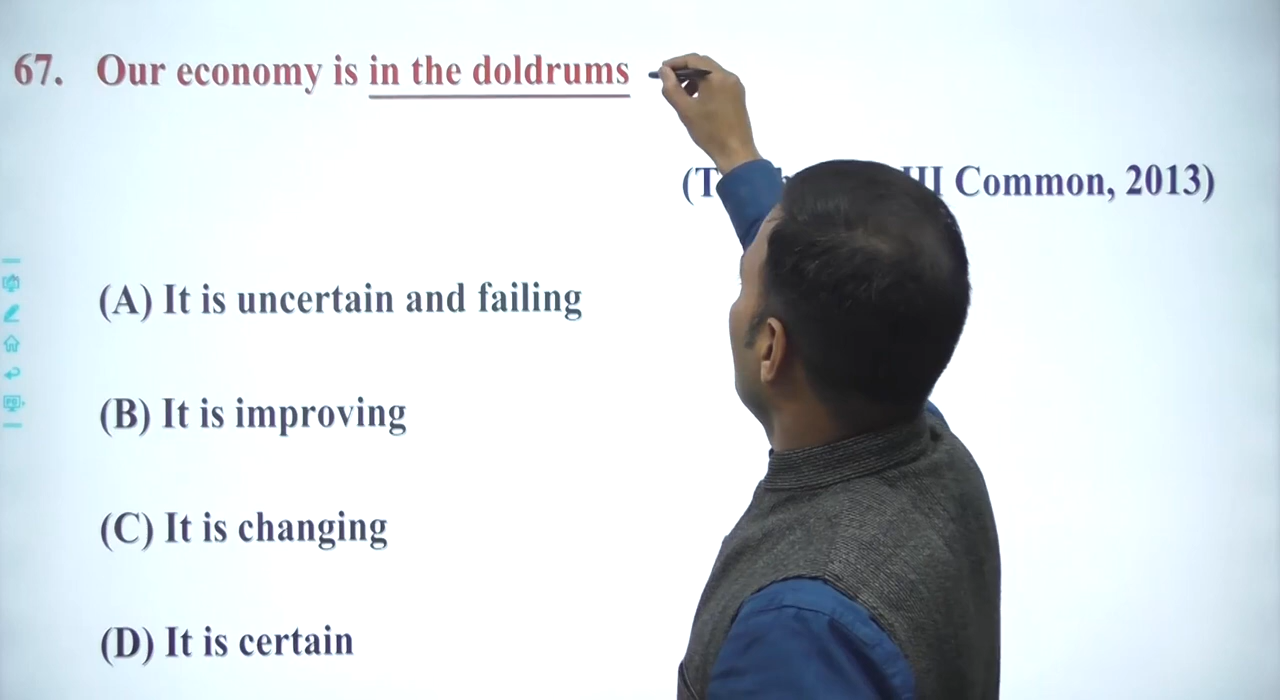 67. Our economy is in the doldrums
(T III Common, 2013)
(A) It is uncertain and failing
(B) It is improving
(C) It is changing
(D) It is certain